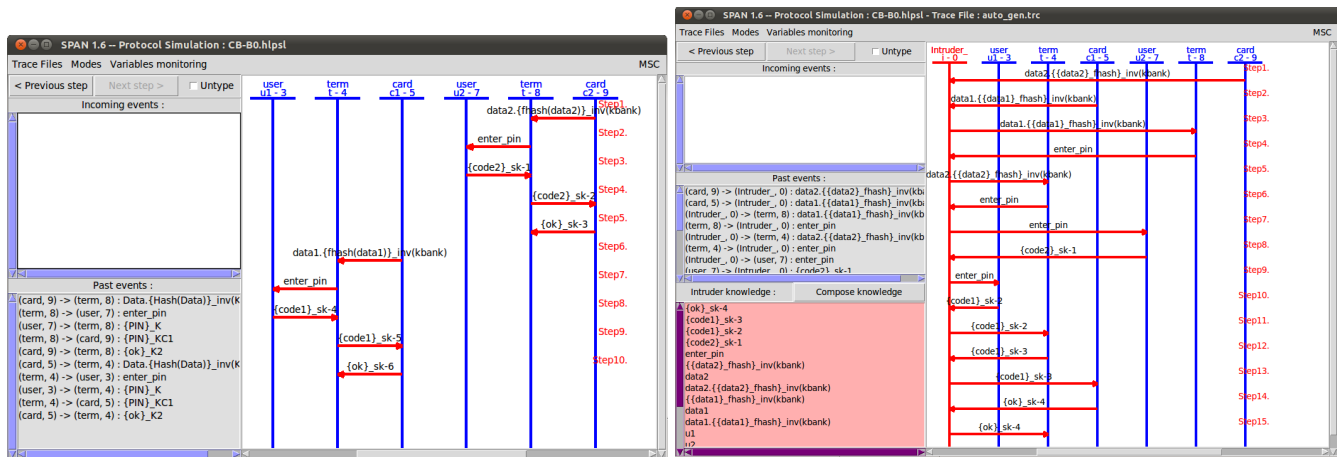 SPAN 1.6 -- Protocol Simulation : CB-B0.hlpsl
Trace Files Modes Variables monitoring MSC
< Previous step Next step > Untype
Incoming events :
Past events :
(card, 9) -> (term, 8) : Data.{Hash(Data)}_inv(K
(term, 8) -> (user, 7) : enter_pin
(user, 7) -> (term, 8) : {PIN}_K
(term, 8) -> (card, 9) : {PIN}_KC1
(card, 9) -> (term, 8) : {ok}_K2
(card, 5) -> (term, 4) : Data.{Hash(Data)}_inv(K
(term, 4) -> (user, 3) : enter_pin
(user, 3) -> (term, 4) : {PIN}_K
(term, 4) -> (card, 5) : {PIN}_KC1
(card, 5) -> (term, 4) : {ok}_K2
user term card user term card
u1 - 3 t - 4 c1 - 5 u2 - 7 t - 8 c2 - 9
Step1.
data2.{fhash(data2)}_inv(kbank)
Step2.
enter_pin
Step3.
{code2}_sk-1
Step4.
{code2}_sk-2
Step5.
{ok}_sk-3
Step6.
data1.{fhash(data1)}_inv(kbank)
Step7.
enter_pin
Step8.
{code1}_sk-4
Step9.
{code1}_sk-5
Step10.
{ok}_sk-6
SPAN 1.6 -- Protocol Simulation : CB-B0.hlpsl - Trace File : auto_gen.trc
Trace Files Modes Variables monitoring MSC
< Previous step Next step > Untype
Incoming events :
Past events :
(card, 9) -> (Intruder_, 0) : data2.{{data2}_fhash}_inv(kba
(card, 5) -> (Intruder_, 0) : data1.{{data1}_fhash}_inv(kba
(Intruder_, 0) -> (term, 8) : data1.{{data1}_fhash}_inv(kb
(term, 8) -> (Intruder_, 0) : enter_pin
(Intruder_, 0) -> (term, 4) : data2.{{data2}_fhash}_inv(kb
(term, 4) -> (Intruder_, 0) : enter_pin
(Intruder_, 0) -> (user, 7) : enter_pin
(user, 7) -> (Intruder_, 0) : {code2}_sk-1
Intruder knowledge : Compose knowledge
{ok}_sk-4
{code1}_sk-3
{code1}_sk-2
{code2}_sk-1
enter_pin
{{data2}_fhash}_inv(kbank)
data2
data2.{{data2}_fhash}_inv(kbank)
{{data1}_fhash}_inv(kbank)
data1
data1.{{data1}_fhash}_inv(kbank)
u1
u2
Intruder_ user term card user term card
i - 0 u1 - 3 t - 4 c1 - 5 u2 - 7 t - 8 c2 - 9
Step1.
data2.{{data2}_fhash}_inv(kbank)
Step2.
data1.{{data1}_fhash}_inv(kbank)
Step3.
data1.{{data1}_fhash}_inv(kbank)
Step4.
enter_pin
Step5.
data2.{{data2}_fhash}_inv(kbank)
Step6.
enter_pin
Step7.
enter_pin
Step8.
{code2}_sk-1
Step9.
enter_pin
Step10.
{code1}_sk-2
Step11.
{code1}_sk-2
Step12.
{code1}_sk-3
Step13.
{code1}_sk-3
Step14.
{ok}_sk-4
Step15.
{ok}_sk-4